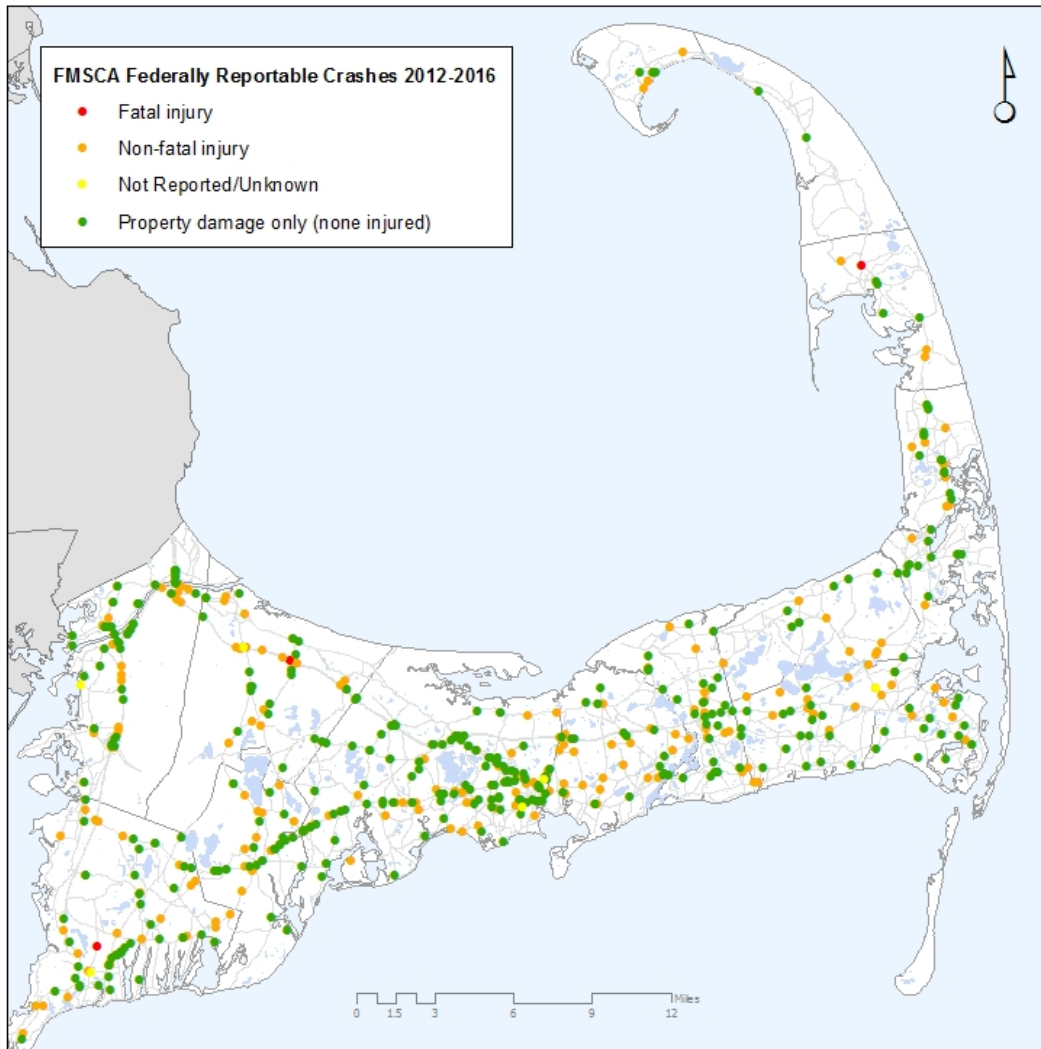 FMSCA Federally Reportable Crashes 2012-2016
Fatal injury
Non-fatal injury
Not Reported/Unknown
Property damage only (none injured)
Miles
0 1.5 3 6 9 12